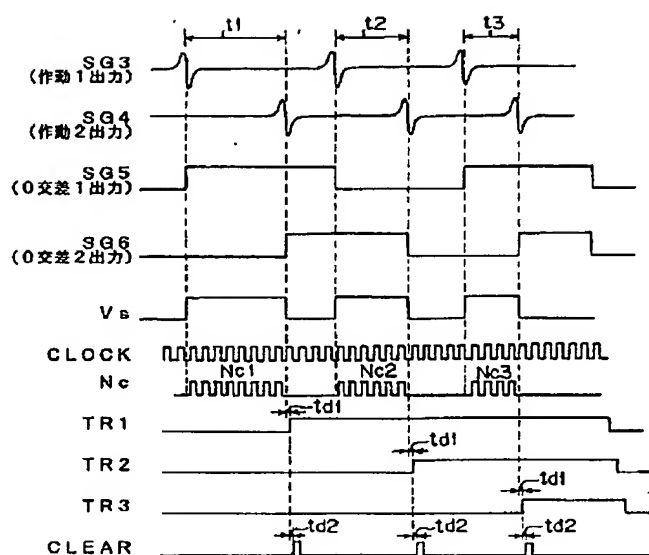 t1 t2 t3
SG3
(作動1出力)
SG4
(作動2出力)
SG5
(0交差1出力)
SG6
(0交差2出力)
Vs
CLOCK
Nc Nc1 Nc2 Nc3
td1
TR1
td1
TR2
td1
TR3
td2 td2 td2
CLEAR